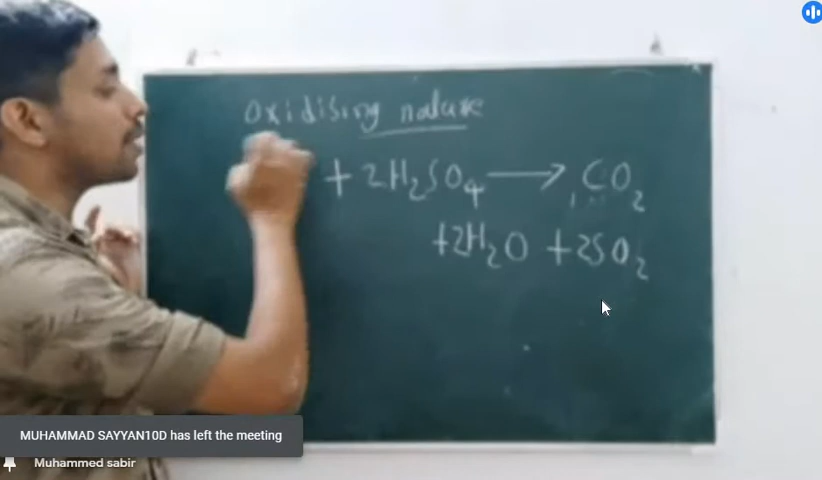 Oxidising nature
+ 2H₂SO₄ → CO₂
+2H₂O + 2SO₂
MUHAMMAD SAYYAN10D has left the meeting
Muhammed sabir